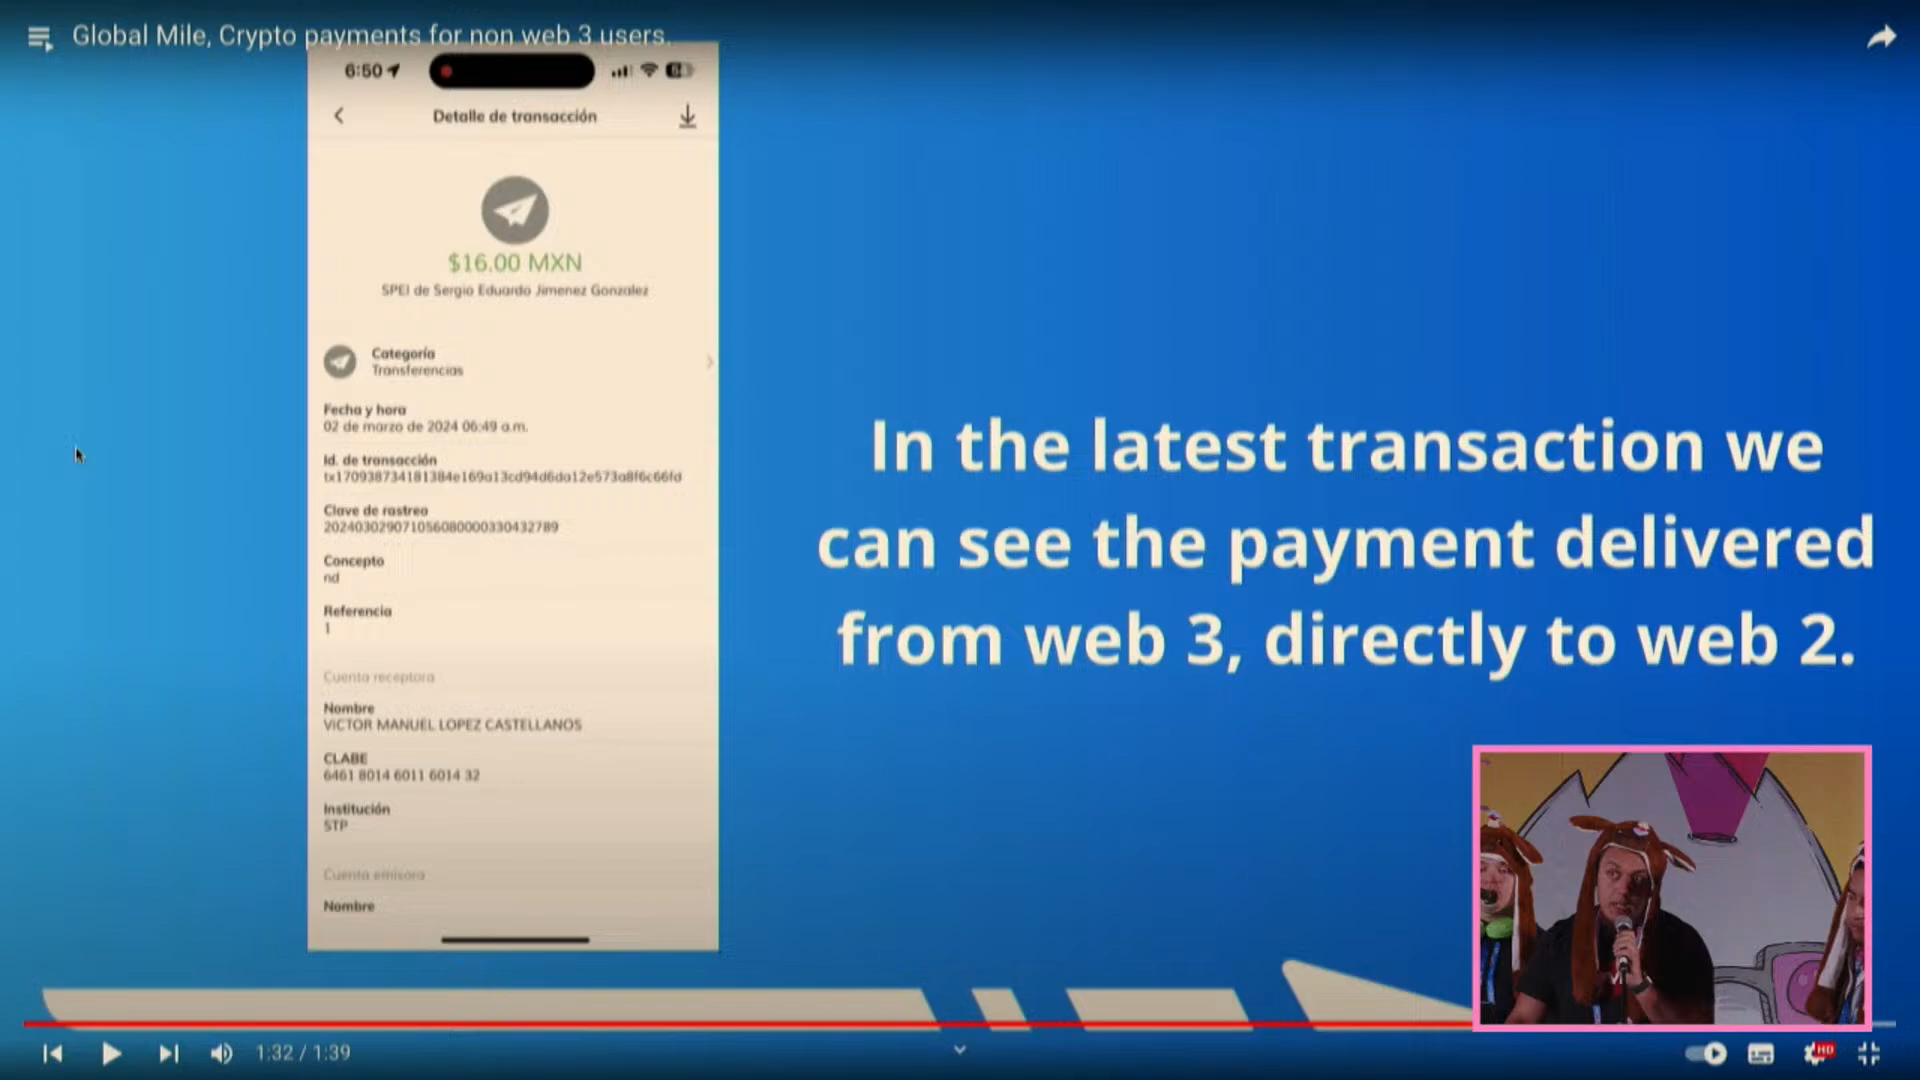 Global Mile, Crypto payments for non web 3 users.
6:50
Detalle de transacción
$16.00 MXN
SPEI de Sergio Eduardo Jimenez Gonzalez
Categoría
Transferencias
Fecha y hora
02 de marzo de 2024 06:49 a.m.
Id. de transacción
tx170938734181384e169a13cd94d6da12e573a8f6c66fd
Clave de rastreo
2024030290710560800000330432789
Concepto
nd
Referencia
1
Cuenta receptora
Nombre
VICTOR MANUEL LOPEZ CASTELLANOS
CLABE
6461 8014 6011 6014 32
Institución
STP
Cuenta emisora
Nombre
In the latest transaction we
can see the payment delivered
from web 3, directly to web 2.
1:32 / 1:39
HD